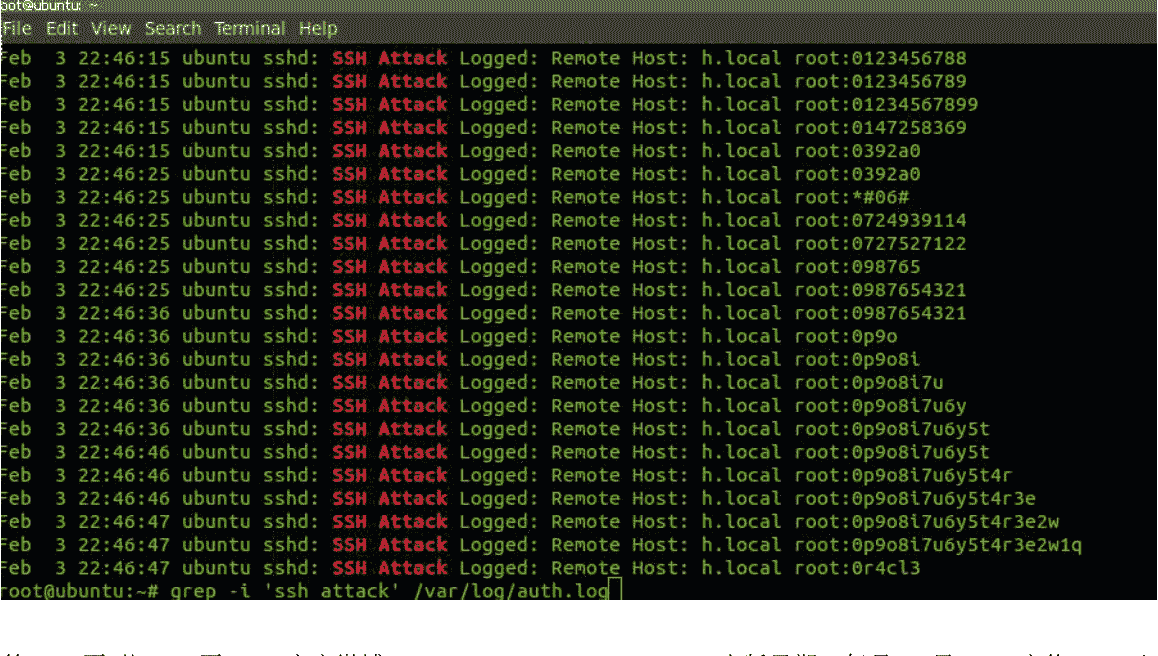 root@ubuntu: ~
File Edit View Search Terminal Help
Feb  3 22:46:15 ubuntu sshd: SSH Attack Logged: Remote Host: h.local root:0123456788
Feb  3 22:46:15 ubuntu sshd: SSH Attack Logged: Remote Host: h.local root:0123456789
Feb  3 22:46:15 ubuntu sshd: SSH Attack Logged: Remote Host: h.local root:01234567899
Feb  3 22:46:15 ubuntu sshd: SSH Attack Logged: Remote Host: h.local root:0147258369
Feb  3 22:46:15 ubuntu sshd: SSH Attack Logged: Remote Host: h.local root:0392a0
Feb  3 22:46:25 ubuntu sshd: SSH Attack Logged: Remote Host: h.local root:0392a0
Feb  3 22:46:25 ubuntu sshd: SSH Attack Logged: Remote Host: h.local root:*#06#
Feb  3 22:46:25 ubuntu sshd: SSH Attack Logged: Remote Host: h.local root:0724939114
Feb  3 22:46:25 ubuntu sshd: SSH Attack Logged: Remote Host: h.local root:0727527122
Feb  3 22:46:25 ubuntu sshd: SSH Attack Logged: Remote Host: h.local root:098765
Feb  3 22:46:25 ubuntu sshd: SSH Attack Logged: Remote Host: h.local root:0987654321
Feb  3 22:46:36 ubuntu sshd: SSH Attack Logged: Remote Host: h.local root:0987654321
Feb  3 22:46:36 ubuntu sshd: SSH Attack Logged: Remote Host: h.local root:0p9o
Feb  3 22:46:36 ubuntu sshd: SSH Attack Logged: Remote Host: h.local root:0p9o8i
Feb  3 22:46:36 ubuntu sshd: SSH Attack Logged: Remote Host: h.local root:0p9o8i7u
Feb  3 22:46:36 ubuntu sshd: SSH Attack Logged: Remote Host: h.local root:0p9o8i7u6y
Feb  3 22:46:36 ubuntu sshd: SSH Attack Logged: Remote Host: h.local root:0p9o8i7u6y5t
Feb  3 22:46:46 ubuntu sshd: SSH Attack Logged: Remote Host: h.local root:0p9o8i7u6y5t
Feb  3 22:46:46 ubuntu sshd: SSH Attack Logged: Remote Host: h.local root:0p9o8i7u6y5t4r
Feb  3 22:46:46 ubuntu sshd: SSH Attack Logged: Remote Host: h.local root:0p9o8i7u6y5t4r3e
Feb  3 22:46:47 ubuntu sshd: SSH Attack Logged: Remote Host: h.local root:0p9o8i7u6y5t4r3e2w
Feb  3 22:46:47 ubuntu sshd: SSH Attack Logged: Remote Host: h.local root:0p9o8i7u6y5t4r3e2w1q
Feb  3 22:46:47 ubuntu sshd: SSH Attack Logged: Remote Host: h.local root:0r4cl3
root@ubuntu:~# grep -i 'ssh attack' /var/log/auth.log